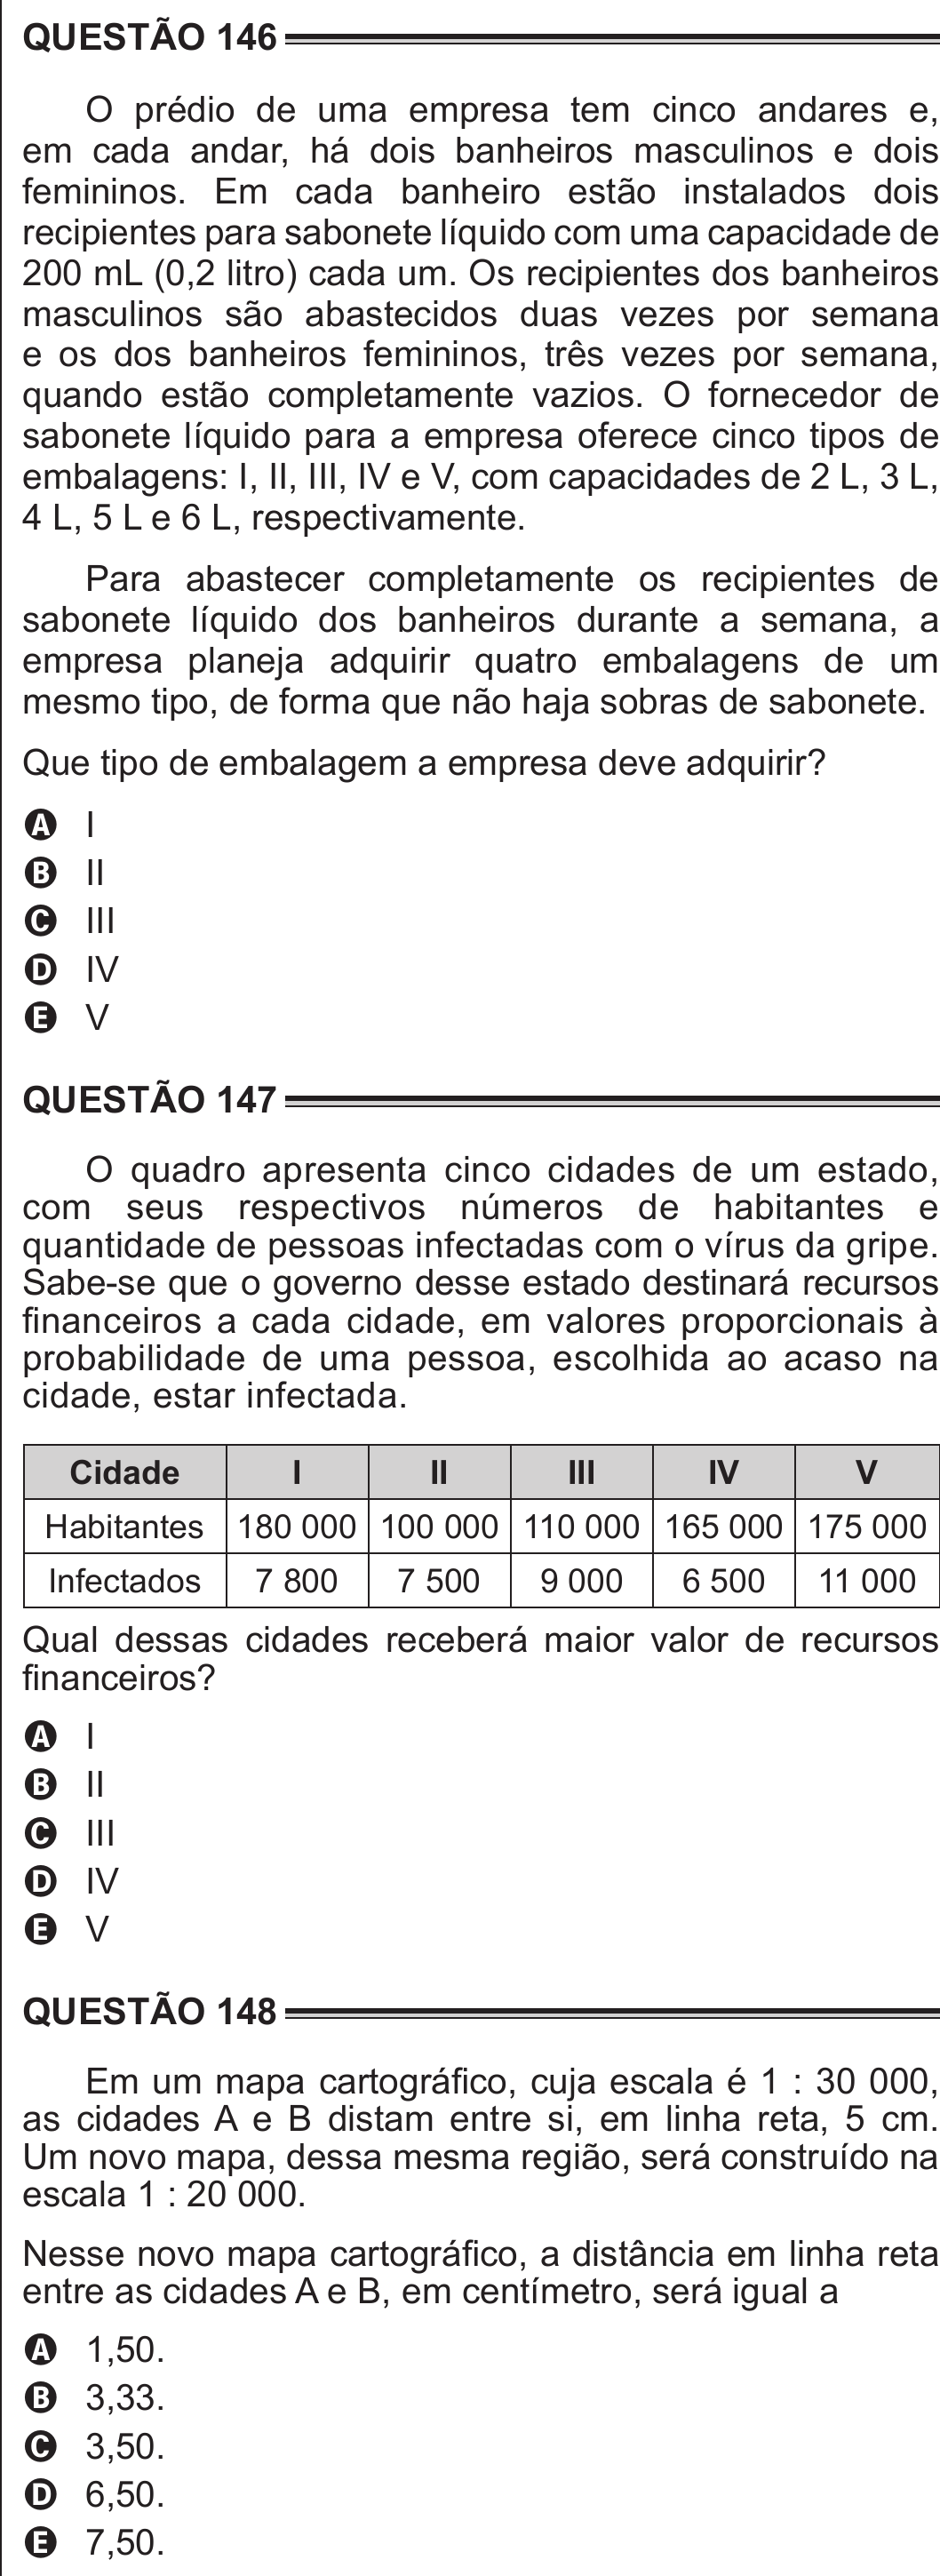 QUESTÃO 146
O prédio de uma empresa tem cinco andares e,
em cada andar, há dois banheiros masculinos e dois
femininos. Em cada banheiro estão instalados dois
recipientes para sabonete líquido com uma capacidade de
200 mL (0,2 litro) cada um. Os recipientes dos banheiros
masculinos são abastecidos duas vezes por semana
e os dos banheiros femininos, três vezes por semana,
quando estão completamente vazios. O fornecedor de
sabonete líquido para a empresa oferece cinco tipos de
embalagens: I, II, III, IV e V, com capacidades de 2 L, 3 L,
4 L, 5 L e 6 L, respectivamente.
Para abastecer completamente os recipientes de
sabonete líquido dos banheiros durante a semana, a
empresa planeja adquirir quatro embalagens de um
mesmo tipo, de forma que não haja sobras de sabonete.
Que tipo de embalagem a empresa deve adquirir?
A I
B II
C III
D IV
E V
QUESTÃO 147
O quadro apresenta cinco cidades de um estado,
com seus respectivos números de habitantes e
quantidade de pessoas infectadas com o vírus da gripe.
Sabe-se que o governo desse estado destinará recursos
financeiros a cada cidade, em valores proporcionais à
probabilidade de uma pessoa, escolhida ao acaso na
cidade, estar infectada.
Cidade I II III IV V
Habitantes 180 000 100 000 110 000 165 000 175 000
Infectados 7 800 7 500 9 000 6 500 11 000
Qual dessas cidades receberá maior valor de recursos
financeiros?
A I
B II
C III
D IV
E V
QUESTÃO 148
Em um mapa cartográfico, cuja escala é 1 : 30 000,
as cidades A e B distam entre si, em linha reta, 5 cm.
Um novo mapa, dessa mesma região, será construído na
escala 1 : 20 000.
Nesse novo mapa cartográfico, a distância em linha reta
entre as cidades A e B, em centímetro, será igual a
A 1,50.
B 3,33.
C 3,50.
D 6,50.
E 7,50.